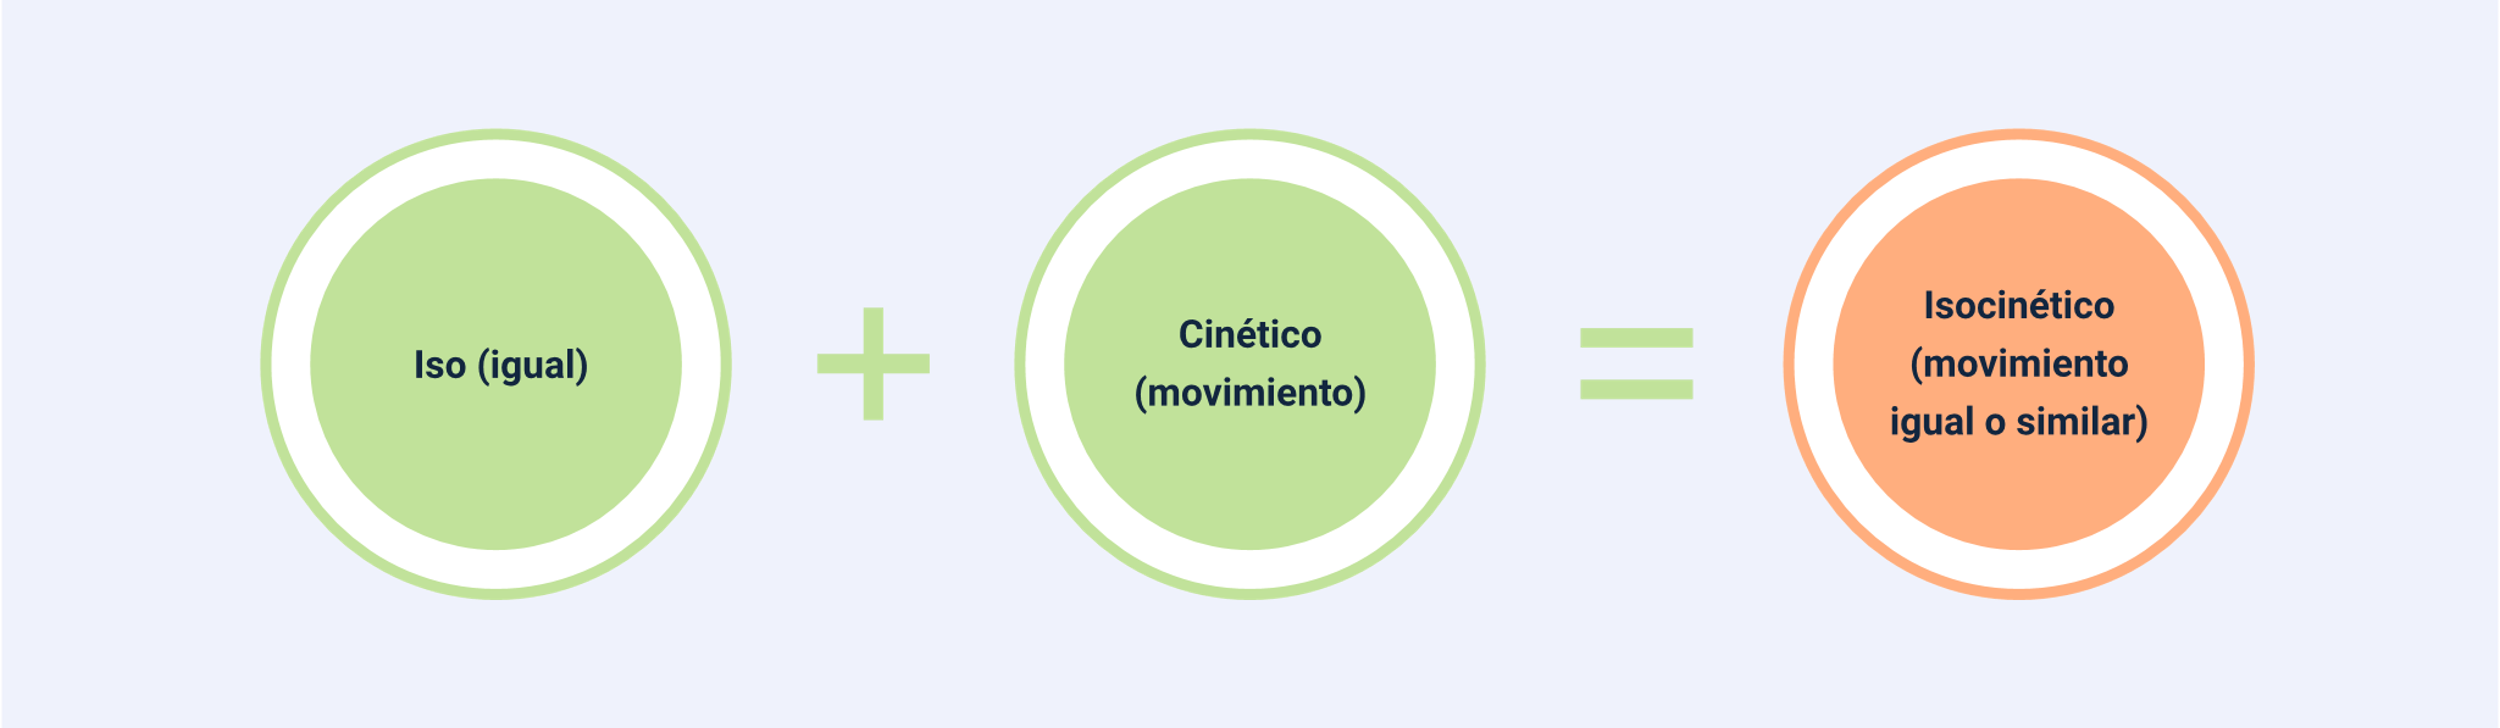 Iso (igual)
+
Cinético
(movimiento)
=
Isocinético
(movimiento
igual o similar)